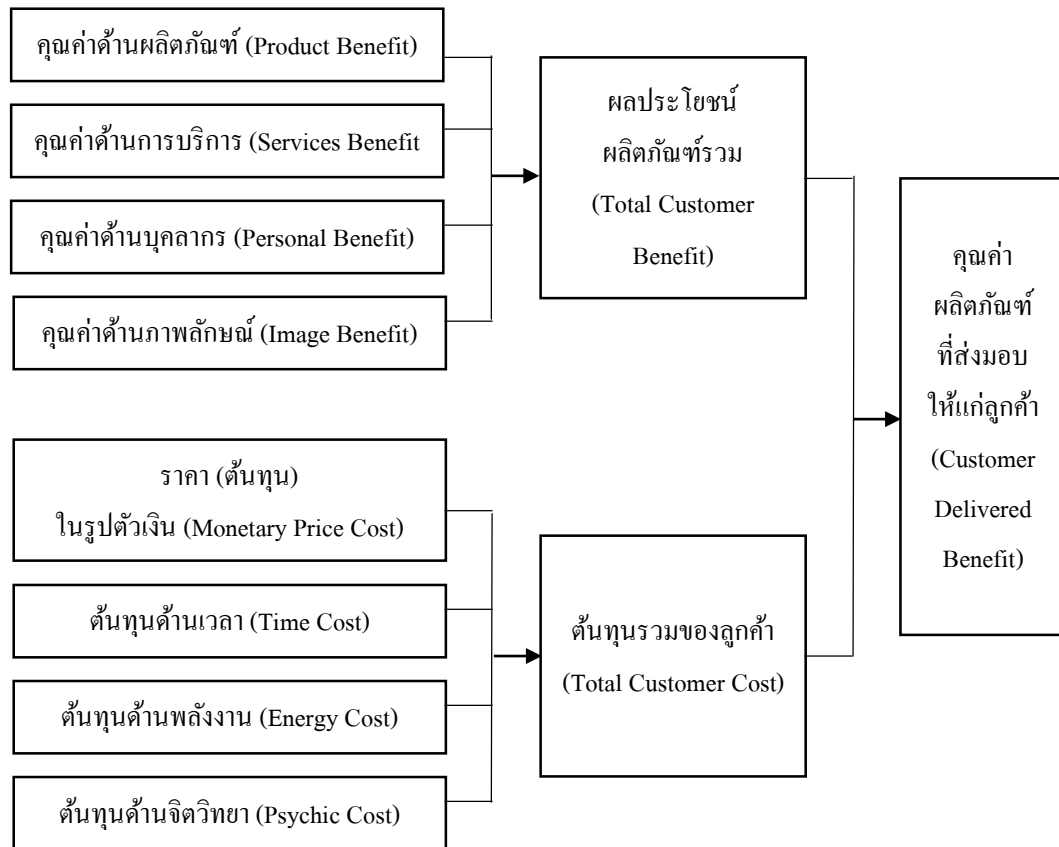 คุณค่าด้านผลิตภัณฑ์ (Product Benefit)
คุณค่าด้านการบริการ (Services Benefit
คุณค่าด้านบุคลากร (Personal Benefit)
คุณค่าด้านภาพลักษณ์ (Image Benefit)
ผลประโยชน์
ผลิตภัณฑ์รวม
(Total Customer
Benefit)
ราคา (ต้นทุน)
ในรูปตัวเงิน (Monetary Price Cost)
ต้นทุนด้านเวลา (Time Cost)
ต้นทุนด้านพลังงาน (Energy Cost)
ต้นทุนด้านจิตวิทยา (Psychic Cost)
ต้นทุนรวมของลูกค้า
(Total Customer Cost)
คุณค่า
ผลิตภัณฑ์
ที่ส่งมอบ
ให้แก่ลูกค้า
(Customer
Delivered
Benefit)